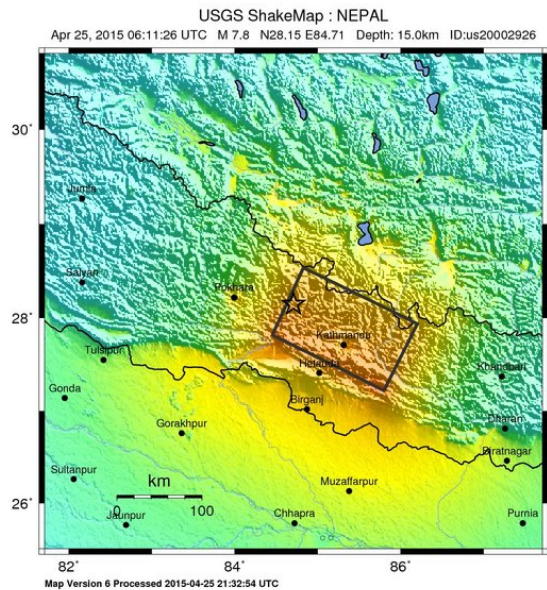 USGS ShakeMap : NEPAL
Apr 25, 2015 06:11:26 UTC M 7.8 N28.15 E84.71 Depth: 15.0km ID:us20002926
30°
Jumla
Salyan
Pokhara
28°
Kathmandu
Tulsipur
Hetauda
Khandbari
Gonda
Birganj
Dharan
Gorakhpur
Biratnagar
Sultanpur
km
Muzaffarpur
26°
0 100
Jaunpur
Chhapra
Purnia
82° 84° 86°
Map Version 6 Processed 2015-04-25 21:32:54 UTC